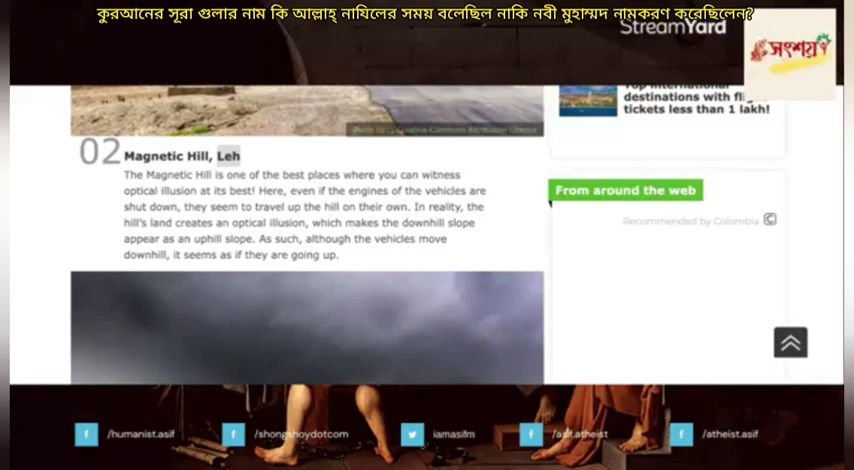 কুরআনের সূরা গুলার নাম কি আল্লাহ্ নাযিলের সময় বলেছিল নাকি নবী মুহাম্মদ নামকরণ করেছিলেন?
StreamYard
সংশয়
Creative Commons Attribution
Top International
destinations with
tickets less than 1 lakh!
02
Magnetic Hill, Leh
The Magnetic Hill is one of the best places where you can witness
optical illusion at its best! Here, even if the engines of the vehicles are
shut down, they seem to travel up the hill on their own. In reality, the
hill's land creates an optical illusion, which makes the downhill slope
appear as an uphill slope. As such, although the vehicles move
downhill, it seems as if they are going up.
From around the web
Recommended by Colombia
/humanist.asif
/shongshoydotcom
iamasifm
/asif.atheist
/atheist.asif